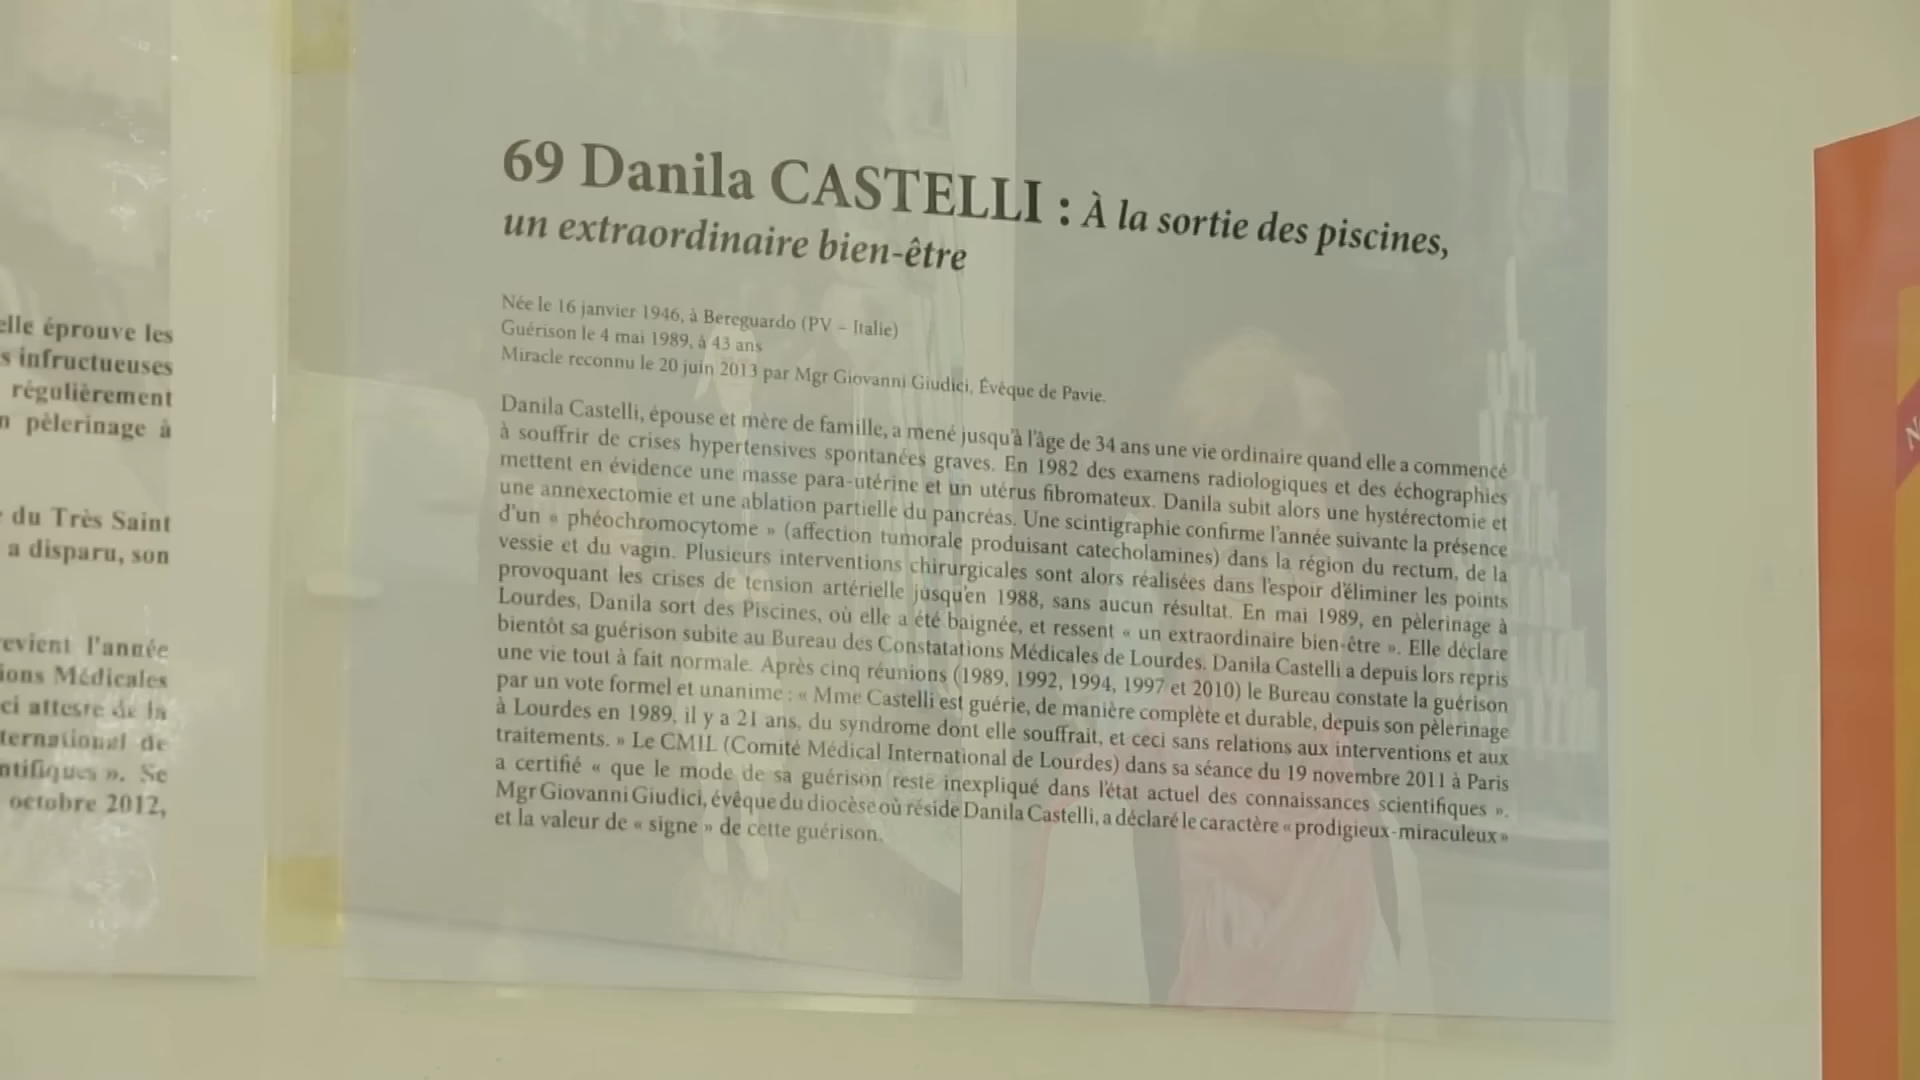 elle éprouve les
s infructueuses
régulièrement
n pèlerinage à
du Très Saint
a disparu, son
evient l'année
ions Médicales
ci atteste de la
ternational de
ntifiques ». Se
octobre 2012,
69 Danila CASTELLI : À la sortie des piscines,
un extraordinaire bien-être
Née le 16 janvier 1946, à Bereguardo (PV – Italie)
Guérison le 4 mai 1989, à 43 ans
Miracle reconnu le 20 juin 2013 par Mgr Giovanni Giudici, Évêque de Pavie.
Danila Castelli, épouse et mère de famille, a mené jusqu'à l'âge de 34 ans une vie ordinaire quand elle a commencé
à souffrir de crises hypertensives spontanées graves. En 1982 des examens radiologiques et des échographies
mettent en évidence une masse para-utérine et un utérus fibromateux. Danila subit alors une hystérectomie et
une annexectomie et une ablation partielle du pancréas. Une scintigraphie confirme l'année suivante la présence
d'un « phéochromocytome » (affection tumorale produisant catecholamines) dans la région du rectum, de la
vessie et du vagin. Plusieurs interventions chirurgicales sont alors réalisées dans l'espoir d'éliminer les points
provoquant les crises de tension artérielle jusqu'en 1988, sans aucun résultat. En mai 1989, en pèlerinage à
Lourdes, Danila sort des Piscines, où elle a été baignée, et ressent « un extraordinaire bien-être ». Elle déclare
bientôt sa guérison subite au Bureau des Constatations Médicales de Lourdes. Danila Castelli a depuis lors repris
une vie tout à fait normale. Après cinq réunions (1989, 1992, 1994, 1997 et 2010) le Bureau constate la guérison
par un vote formel et unanime : « Mme Castelli est guérie, de manière complète et durable, depuis son pèlerinage
à Lourdes en 1989, il y a 21 ans, du syndrome dont elle souffrait, et ceci sans relations aux interventions et aux
traitements. » Le CMIL (Comité Médical International de Lourdes) dans sa séance du 19 novembre 2011 à Paris
a certifié « que le mode de sa guérison reste inexpliqué dans l'état actuel des connaissances scientifiques ».
Mgr Giovanni Giudici, évêque du diocèse où réside Danila Castelli, a déclaré le caractère « prodigieux-miraculeux »
et la valeur de « signe » de cette guérison.
N